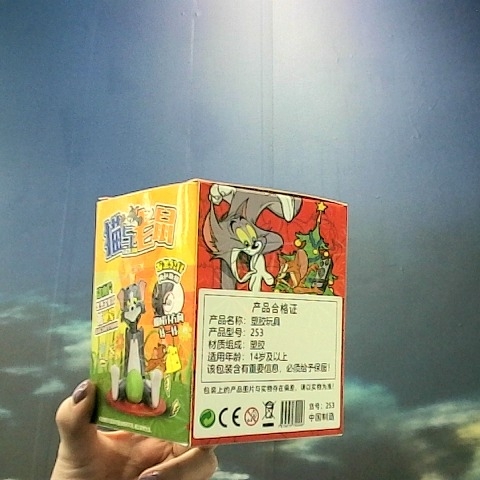 猫与老鼠
产品合格证
产品名称：塑胶玩具
产品型号：253
材质组成：塑胶
适用年龄：14岁及以上
该包装含有重要信息，必须给予保留！
包装上的产品图片与实物存在偏差，请以实物为准！
CE
货号：253
中国制造